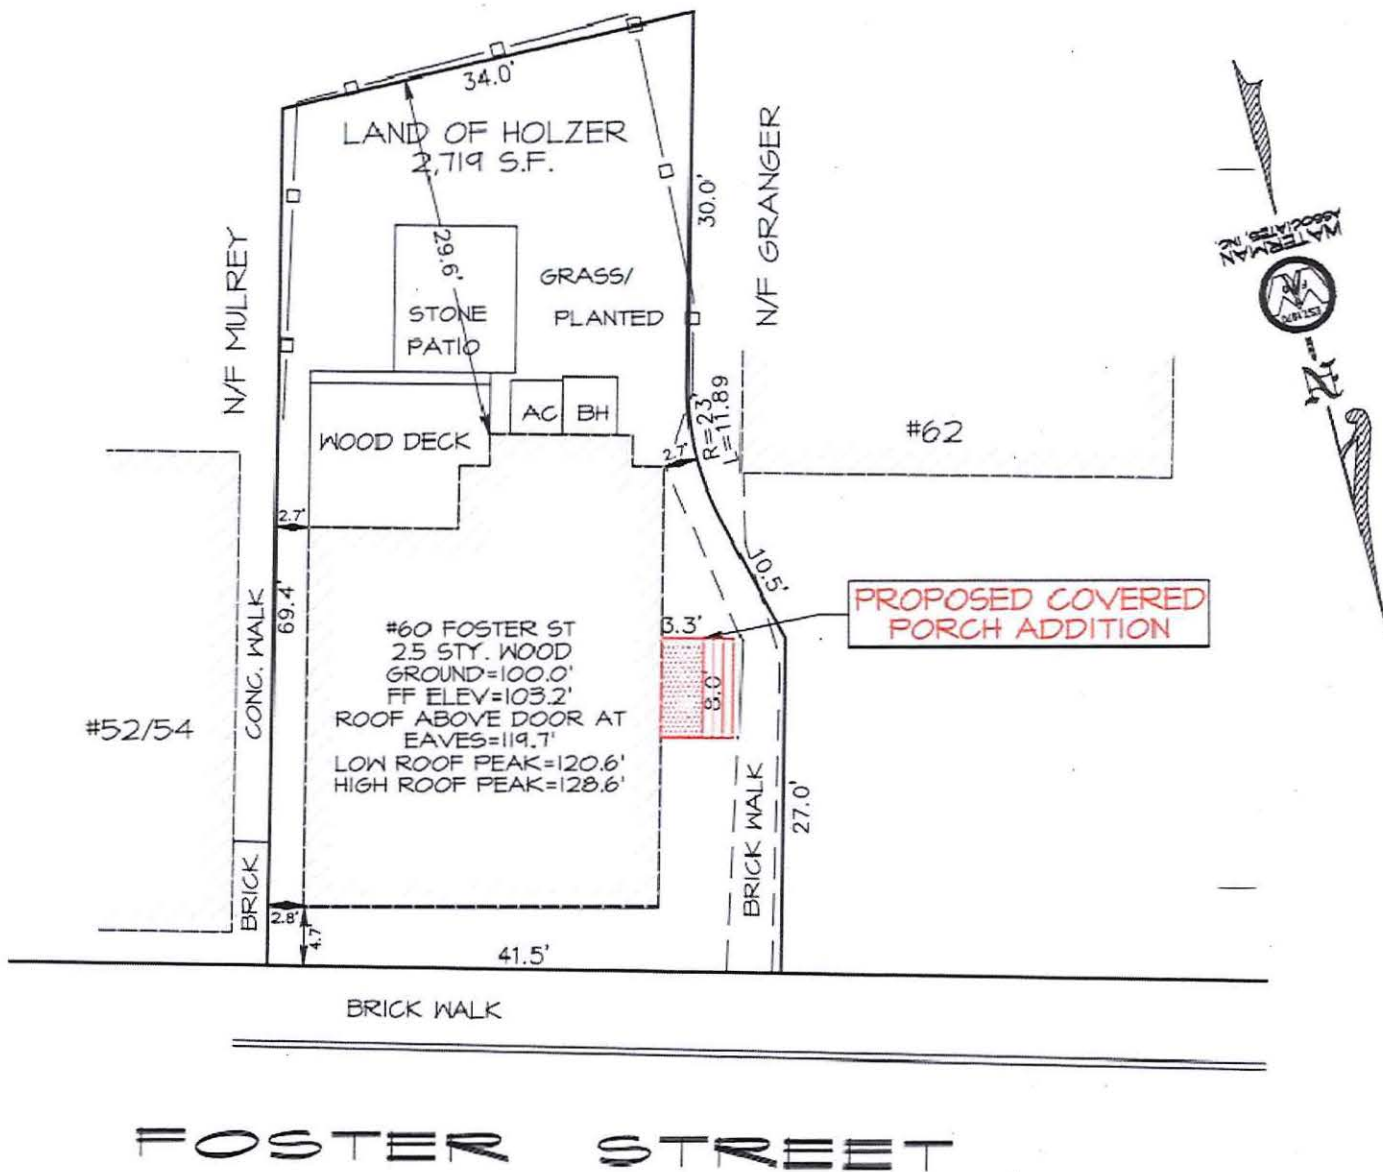 34.0'
LAND OF HOLZER
2,719 S.F.
N/F MULREY
29.6'
30.0'
N/F GRANGER
WATERMAN
ASSOCIATES, INC.
EST. 1970
N
GRASS/
PLANTED
STONE
PATIO
AC
BH
WOOD DECK
R=23'
L=11.89
2.7'
#62
2.7'
69.4'
10.5'
PROPOSED COVERED
PORCH ADDITION
CONC. WALK
#52/54
#60 FOSTER ST
2.5 STY. WOOD
GROUND=100.0'
FF ELEV=103.2'
ROOF ABOVE DOOR AT
EAVES=119.7'
LOW ROOF PEAK=120.6'
HIGH ROOF PEAK=128.6'
3.3'
8.0'
BRICK WALK
27.0'
BRICK
2.8'
4.7'
41.5'
BRICK WALK
FOSTER STREET